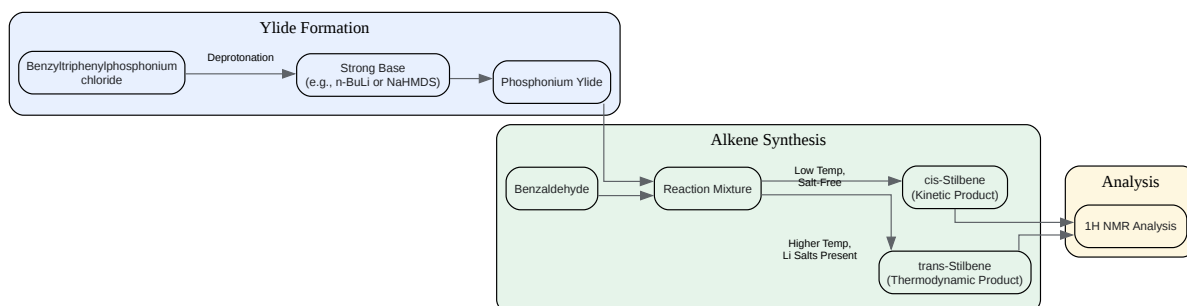 Ylide Formation
Benzyltriphenylphosphonium
chloride
Deprotonation
Strong Base
(e.g., n-BuLi or NaHMDS)
Phosphonium Ylide
Alkene Synthesis
Benzaldehyde
Reaction Mixture
Low Temp,
Salt-Free
cis-Stilbene
(Kinetic Product)
Higher Temp,
Li Salts Present
trans-Stilbene
(Thermodynamic Product)
Analysis
1H NMR Analysis